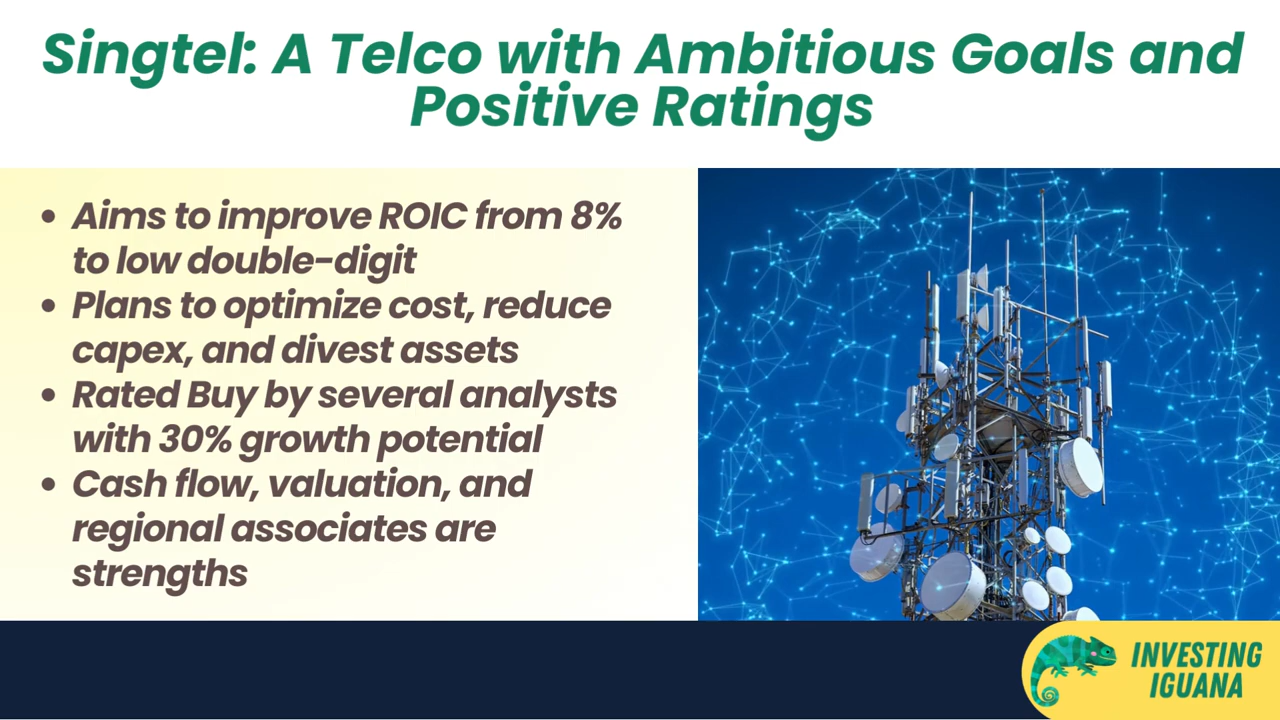 Singtel: A Telco with Ambitious Goals and
Positive Ratings
• Aims to improve ROIC from 8%
to low double-digit
• Plans to optimize cost, reduce
capex, and divest assets
• Rated Buy by several analysts
with 30% growth potential
• Cash flow, valuation, and
regional associates are
strengths
INVESTING
IGUANA